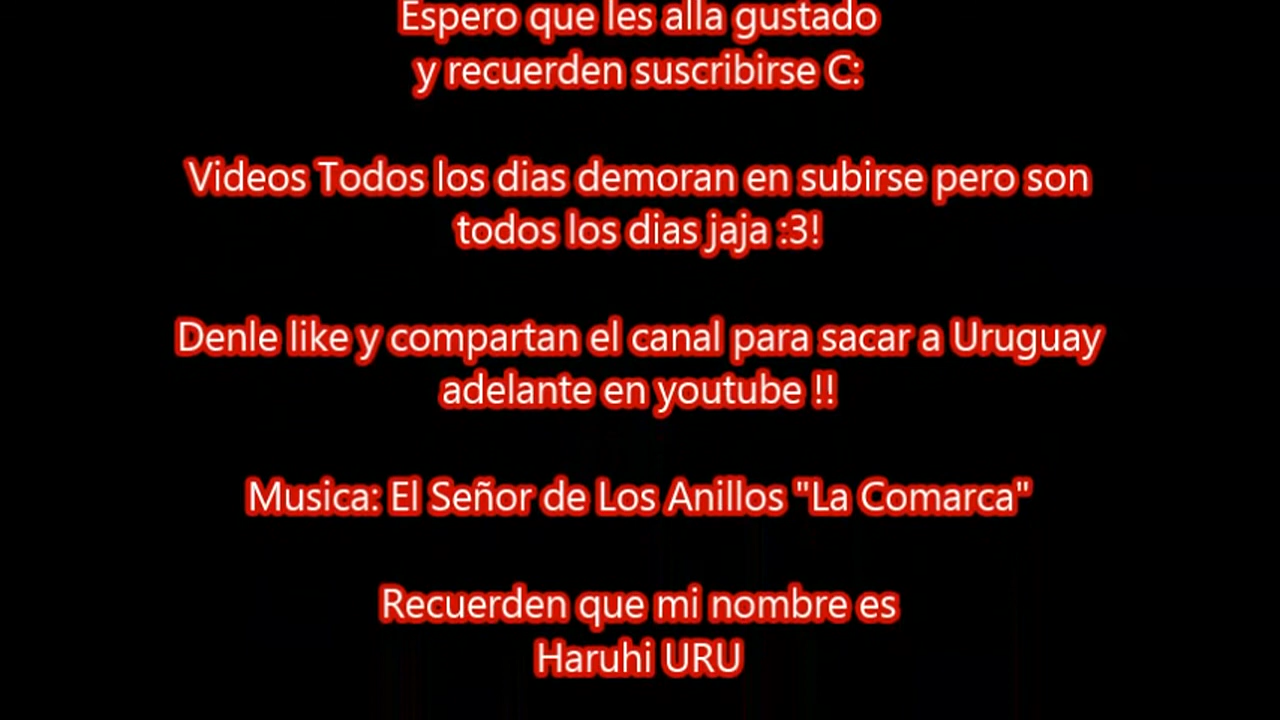 Espero que les alla gustado
y recuerden suscribirse C:
Videos Todos los dias demoran en subirse pero son
todos los dias jaja :3!
Denle like y compartan el canal para sacar a Uruguay
adelante en youtube !!
Musica: El Señor de Los Anillos "La Comarca"
Recuerden que mi nombre es
Haruhi URU